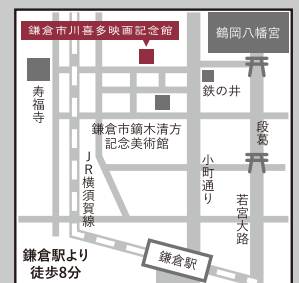 鎌倉市川喜多映画記念館
鶴岡八幡宮
寿福寺
鉄の井
鎌倉市鏑木清方
記念美術館
段葛
JR横須賀線
小町通り
若宮大路
鎌倉駅より
徒歩8分
鎌倉駅